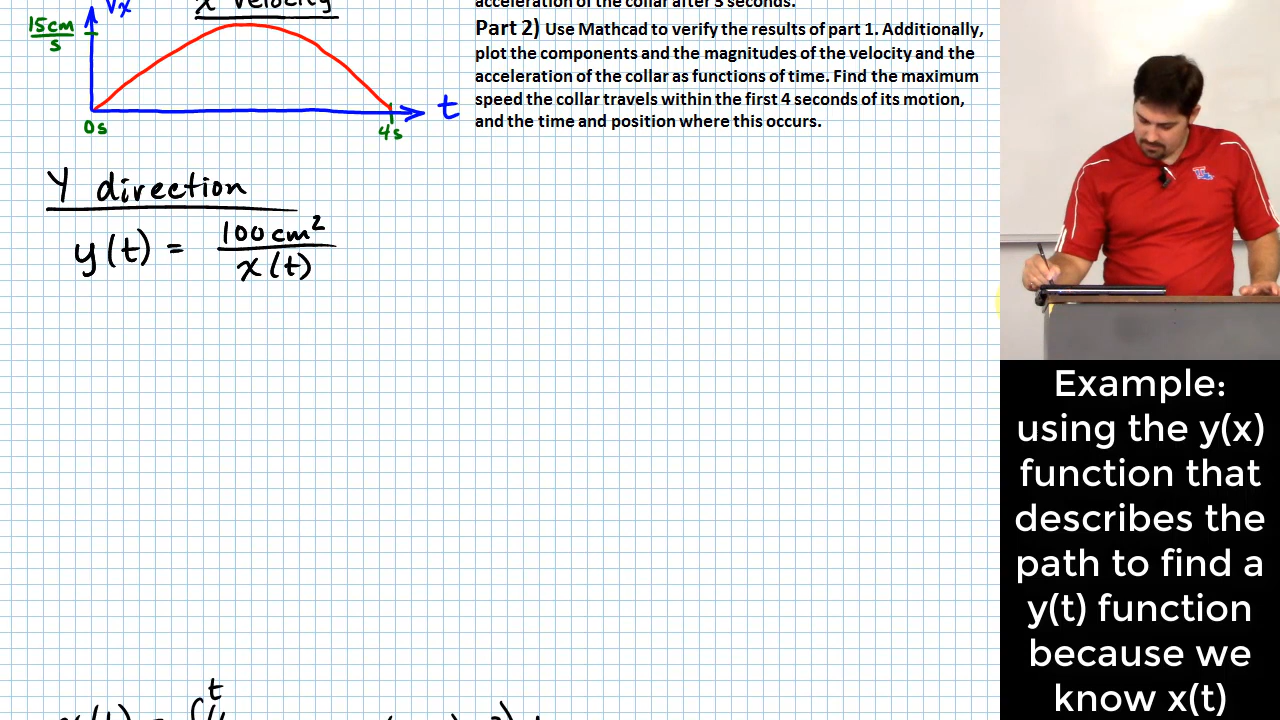 Vx
x Velocity
15cm
s
0s
4s
t
acceleration of the collar after 3 seconds.
Part 2) Use Mathcad to verify the results of part 1. Additionally,
plot the components and the magnitudes of the velocity and the
acceleration of the collar as functions of time. Find the maximum
speed the collar travels within the first 4 seconds of its motion,
and the time and position where this occurs.
Y direction
y(t) = 100cm²
x(t)
t
Example:
using the y(x)
function that
describes the
path to find a
y(t) function
because we
know x(t)